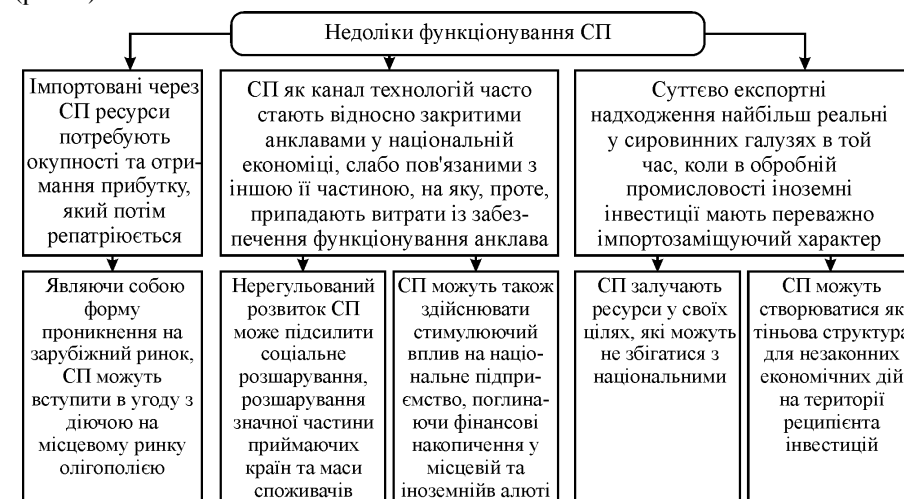 Недоліки функціонування СП
Імпортовані через
СП ресурси
потребують
окупності та отри-
мання прибутку,
який потім
репатріюється
СП як канал технологій часто
стають відносно закритими
анклавами у національній
економіці, слабо пов'язаними з
іншою її частиною, на яку, проте,
припадають витрати із забез-
печення функціонування анклава
Суттєво експортні
надходження найбільш реальні
у сировинних галузях в той
час, коли в обробній
промисловості іноземні
інвестиції мають переважно
імпортозаміщуючий характер
Являючи собою
форму
проникнення на
зарубіжний ринок,
СП можуть
вступити в угоду з
діючою на
місцевому ринку
олігополією
Нерегульований
розвиток СП
може підсилити
соціальне
розшарування,
розшарування
значної частини
приймаючих
країн та маси
споживачів
СП можуть також
здійснювати
стимулюючий
вплив на націо-
нальне підпри-
ємство, поглина-
ючи фінансові
накопичення у
місцевій та
іноземнійв алюті
СП залучають
ресурси у своїх
цілях, які можуть
не збігатися з
національними
СП можуть
створюватися як
тіньова структура
для незаконних
економічних дій
на території
реципієнта
інвестицій